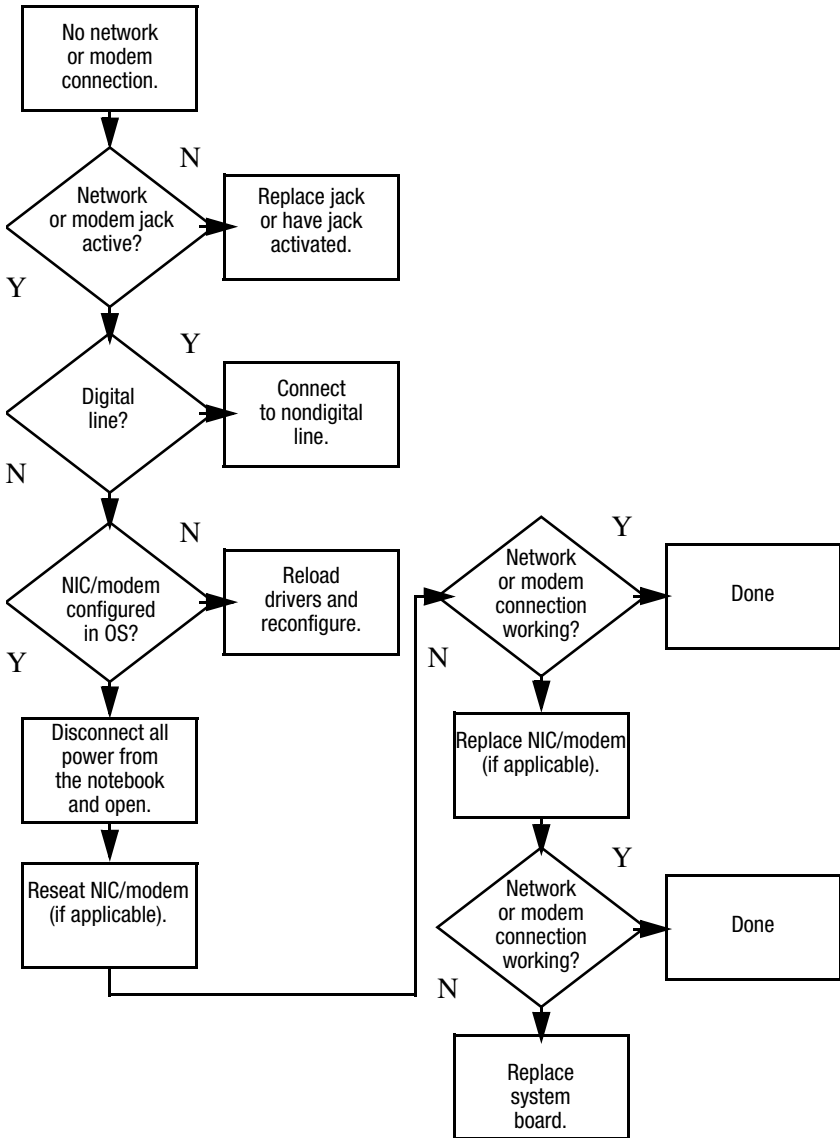 No network
or modem
connection.
N
Network
or modem jack
active?
Replace jack
or have jack
activated.
Y
Y
Digital
line?
Connect
to nondigital
line.
N
N
NIC/modem
configured
in OS?
Reload
drivers and
reconfigure.
Y
Disconnect all
power from
the notebook
and open.
Reseat NIC/modem
(if applicable).
Y
Network
or modem
connection
working?
Done
N
Replace NIC/modem
(if applicable).
Y
Network
or modem
connection
working?
Done
N
Replace
system
board.